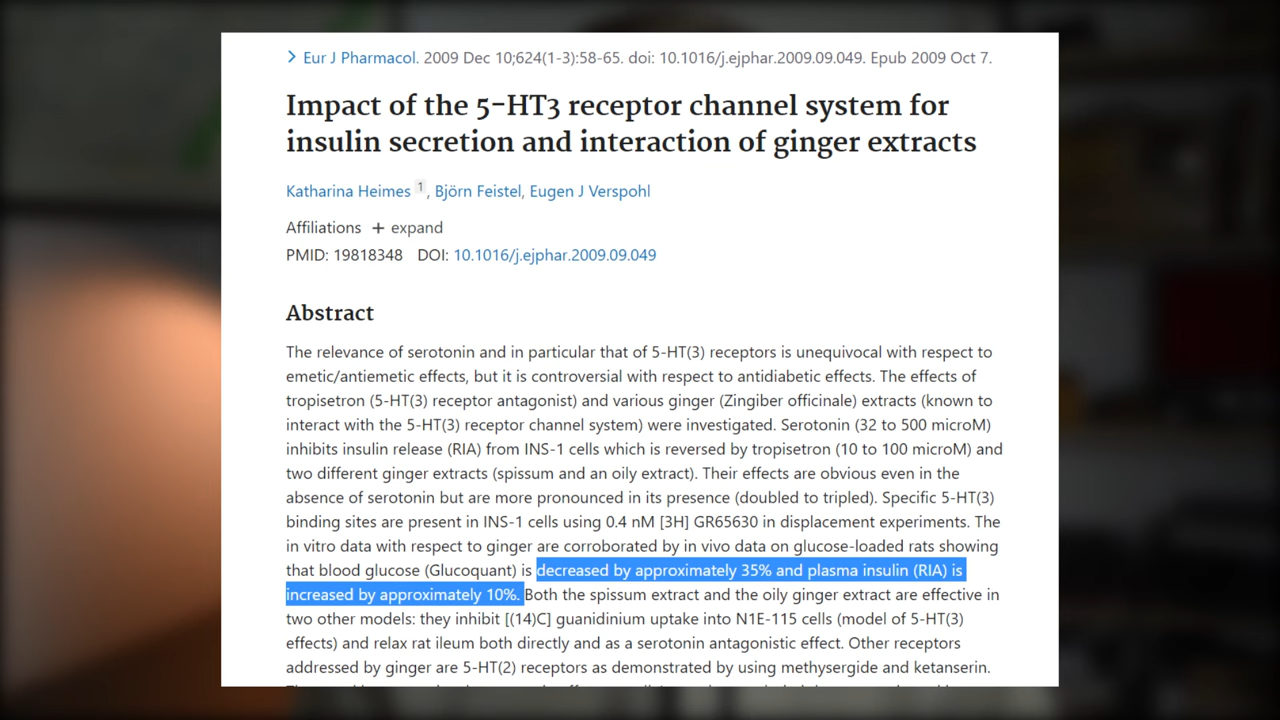 > Eur J Pharmacol. 2009 Dec 10;624(1-3):58-65. doi: 10.1016/j.ejphar.2009.09.049. Epub 2009 Oct 7.
Impact of the 5-HT3 receptor channel system for
insulin secretion and interaction of ginger extracts
Katharina Heimes 1, Björn Feistel, Eugen J Verspohl
Affiliations + expand
PMID: 19818348 DOI: 10.1016/j.ejphar.2009.09.049
Abstract
The relevance of serotonin and in particular that of 5-HT(3) receptors is unequivocal with respect to
emetic/antiemetic effects, but it is controversial with respect to antidiabetic effects. The effects of
tropisetron (5-HT(3) receptor antagonist) and various ginger (Zingiber officinale) extracts (known to
interact with the 5-HT(3) receptor channel system) were investigated. Serotonin (32 to 500 microM)
inhibits insulin release (RIA) from INS-1 cells which is reversed by tropisetron (10 to 100 microM) and
two different ginger extracts (spissum and an oily extract). Their effects are obvious even in the
absence of serotonin but are more pronounced in its presence (doubled to tripled). Specific 5-HT(3)
binding sites are present in INS-1 cells using 0.4 nM [3H] GR65630 in displacement experiments. The
in vitro data with respect to ginger are corroborated by in vivo data on glucose-loaded rats showing
that blood glucose (Glucoquant) is decreased by approximately 35% and plasma insulin (RIA) is
increased by approximately 10%. Both the spissum extract and the oily ginger extract are effective in
two other models: they inhibit [(14)C] guanidinium uptake into N1E-115 cells (model of 5-HT(3)
effects) and relax rat ileum both directly and as a serotonin antagonistic effect. Other receptors
addressed by ginger are 5-HT(2) receptors as demonstrated by using methysergide and ketanserin.